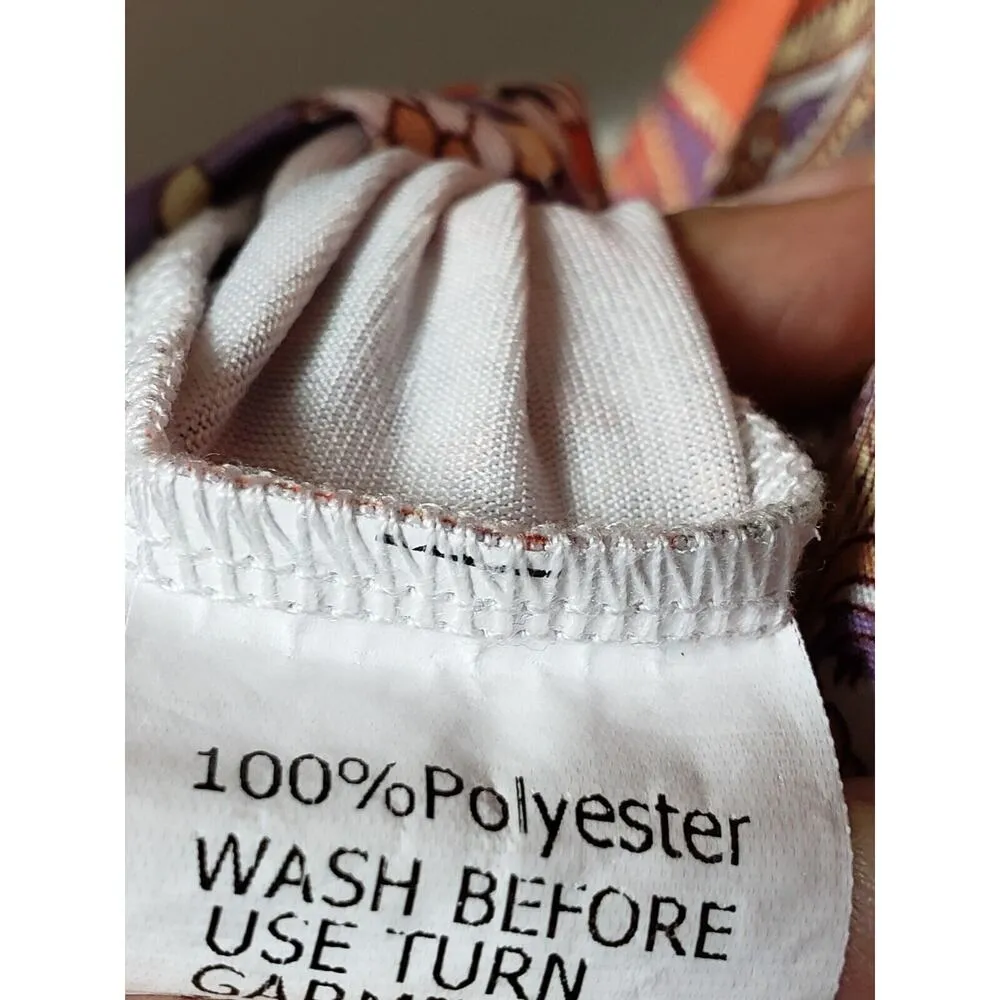 100%Polyester
WASH BEFORE
USE TURN